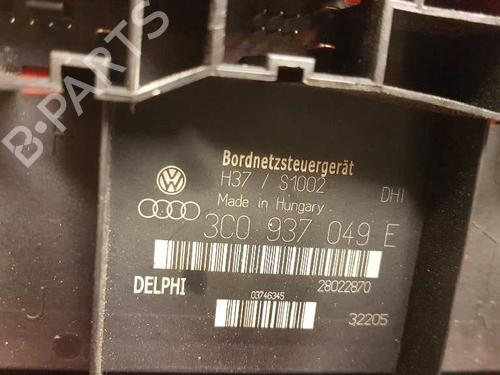 B-PARTS
Bordnetzsteuergerät
H37 / S1002 DHI
Made in Hungary
3C0 937 049 E
DELPHI 28022870
03746345
32205